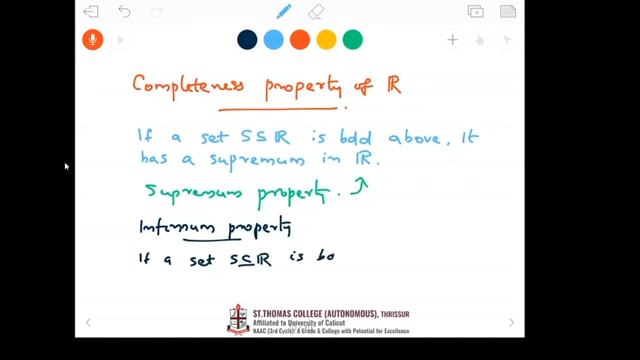 Completeness property of ℝ.
If a set S⊆ℝ is bdd above, it
has a supremum in ℝ.
Supremum property.
Infimum property
If a set S⊆ℝ is bo
ST.THOMAS COLLEGE (AUTONOMOUS), THRISSUR
Affiliated to University of Calicut
NAAC (3rd Cycle) 'A' Grade & College with Potential for Excellence